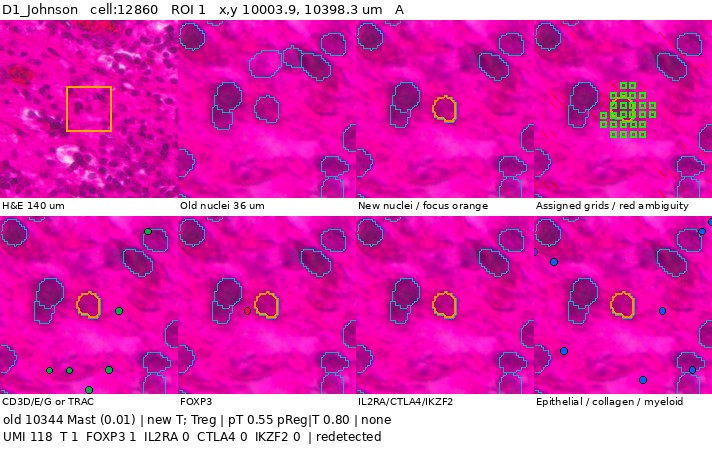 D1_Johnson   cell:12860   ROI 1   x,y 10003.9, 10398.3 um   A
H&E 140 um
Old nuclei 36 um
New nuclei / focus orange
Assigned grids / red ambiguity
CD3D/E/G or TRAC
FOXP3
IL2RA/CTLA4/IKZF2
Epithelial / collagen / myeloid
old 10344 Mast (0.01) | new T; Treg | pT 0.55 pReg|T 0.80 | none
UMI 118  T 1  FOXP3 1  IL2RA 0  CTLA4 0  IKZF2 0  | redetected